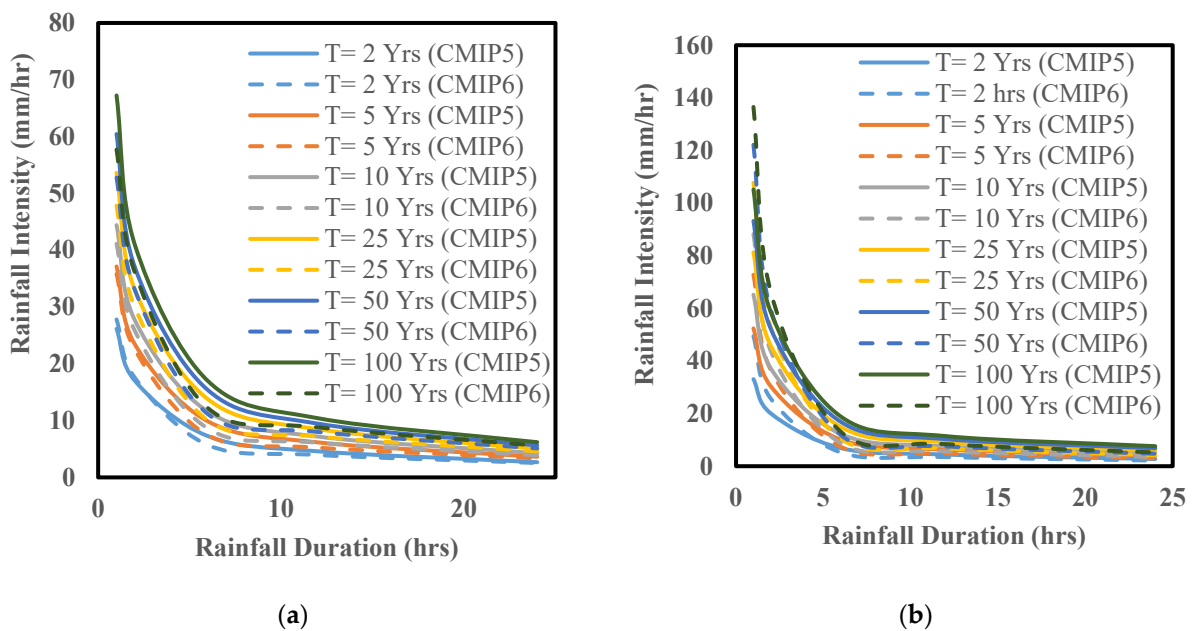 80
70
60
50
40
30
20
10
0
Rainfall Intensity (mm/hr)
T= 2 Yrs (CMIP5)
T= 2 Yrs (CMIP6)
T= 5 Yrs (CMIP5)
T= 5 Yrs (CMIP6)
T= 10 Yrs (CMIP5)
T= 10 Yrs (CMIP6)
T= 25 Yrs (CMIP5)
T= 25 Yrs (CMIP6)
T= 50 Yrs (CMIP5)
T= 50 Yrs (CMIP6)
T= 100 Yrs (CMIP5)
T= 100 Yrs (CMIP6)
0 10 20
Rainfall Duration (hrs)
(a)
160
140
120
100
80
60
40
20
0
Rainfall Intensity (mm/hr)
T= 2 Yrs (CMIP5)
T= 2 hrs (CMIP6)
T= 5 Yrs (CMIP5)
T= 5 Yrs (CMIP6)
T= 10 Yrs (CMIP5)
T= 10 Yrs (CMIP6)
T= 25 Yrs (CMIP5)
T= 25 Yrs (CMIP6)
T= 50 Yrs (CMIP5)
T= 50 Yrs (CMIP6)
T= 100 Yrs (CMIP5)
T= 100 Yrs (CMIP6)
0 5 10 15 20 25
Rainfall Duration (hrs)
(b)